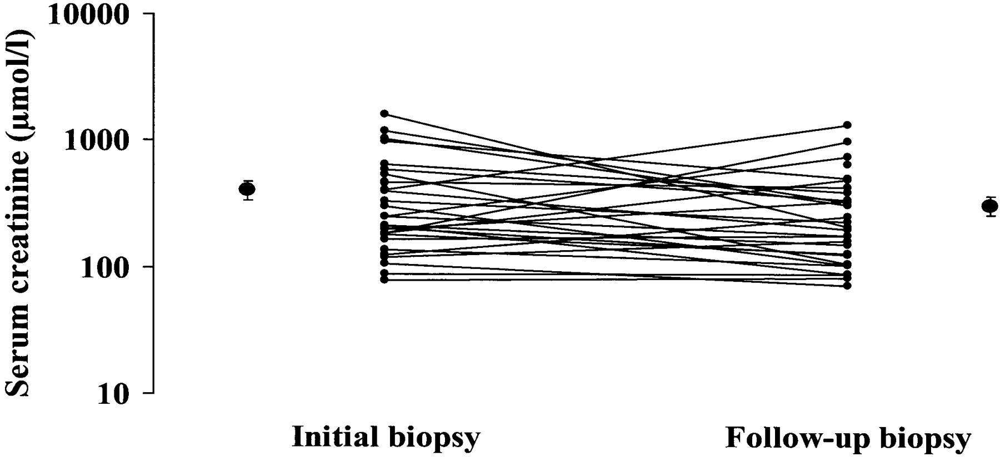 10000
1000
100
10
Serum creatinine (μmol/l)
Initial biopsy
Follow-up biopsy